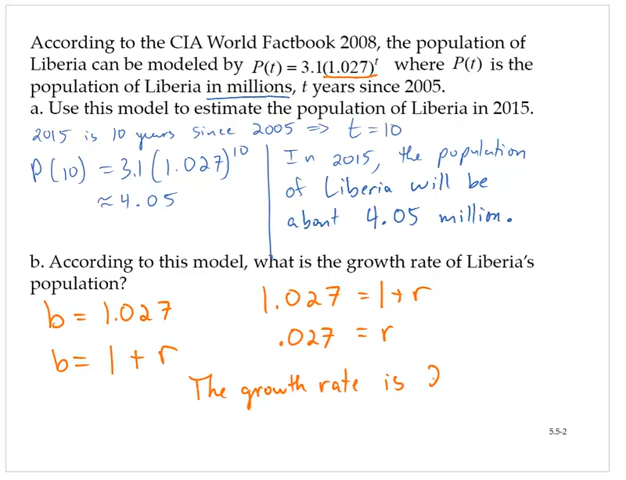 According to the CIA World Factbook 2008, the population of
Liberia can be modeled by P(t) = 3.1(1.027)^t where P(t) is the
population of Liberia in millions, t years since 2005.
a. Use this model to estimate the population of Liberia in 2015.
2015 is 10 years since 2005 ⇒ t = 10
P(10) = 3.1(1.027)^10
≈ 4.05
In 2015, the population
of Liberia will be
about 4.05 million.
b. According to this model, what is the growth rate of Liberia's
population?
b = 1.027
b = 1 + r
1.027 = 1 + r
.027 = r
The growth rate is 2
5.5-2